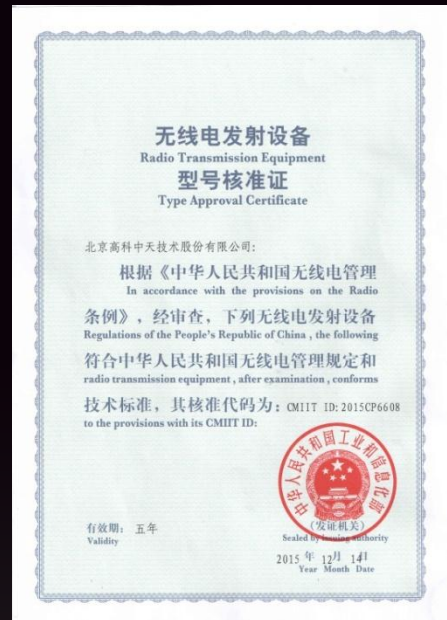 无线电发射设备
Radio Transmission Equipment
型号核准证
Type Approval Certificate
北京高科中天技术股份有限公司:
根据《中华人民共和国无线电管理
In accordance with the provisions on the Radio
条例》，经审查，下列无线电发射设备
Regulations of the People's Republic of China , the following
符合中华人民共和国无线电管理规定和
radio transmission equipment , after examination , conforms
技术标准，其核准代码为: CMIIT ID: 2015CP6608
to the provisions with its CMIIT ID:
中华人民共和国工业和信息化部
有效期: 五年
Validity
(发证机关)
Sealed by issuing authority
2015 年 12月 14日
Year Month Date